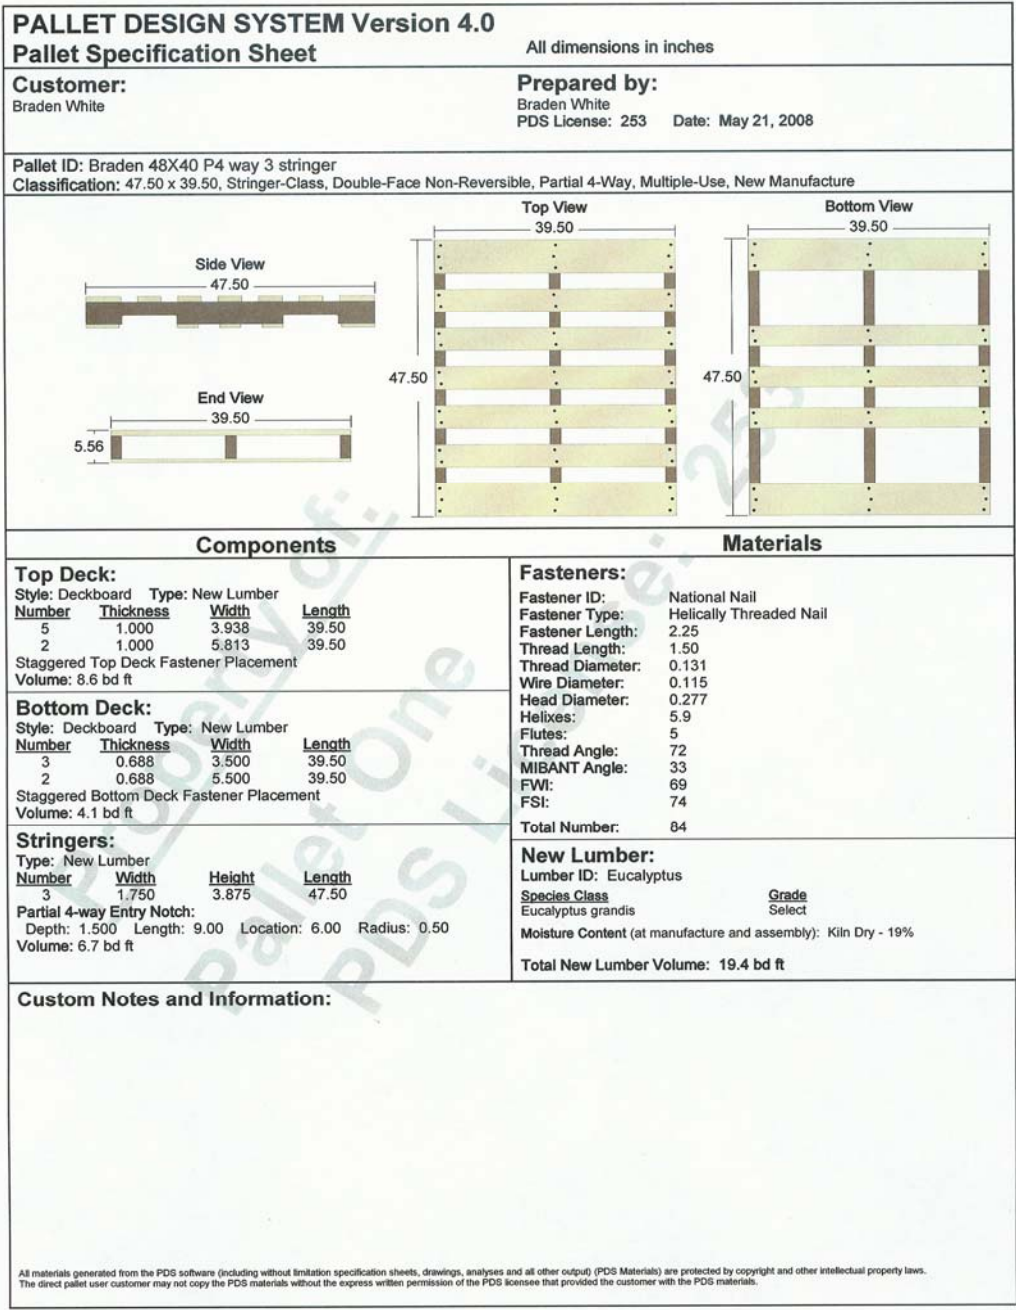 PALLET DESIGN SYSTEM Version 4.0
Pallet Specification Sheet
All dimensions in inches
Customer:
Braden White
Prepared by:
Braden White
PDS License: 253 Date: May 21, 2008
Pallet ID: Braden 48X40 P4 way 3 stringer
Classification: 47.50 x 39.50, Stringer-Class, Double-Face Non-Reversible, Partial 4-Way, Multiple-Use, New Manufacture
Side View
47.50
End View
39.50
5.56
Top View
39.50
47.50
Bottom View
39.50
47.50
Components
Top Deck:
Style: Deckboard Type: New Lumber
Number Thickness Width Length
5 1.000 3.938 39.50
2 1.000 5.813 39.50
Staggered Top Deck Fastener Placement
Volume: 8.6 bd ft
Bottom Deck:
Style: Deckboard Type: New Lumber
Number Thickness Width Length
3 0.688 3.500 39.50
2 0.688 5.500 39.50
Staggered Bottom Deck Fastener Placement
Volume: 4.1 bd ft
Stringers:
Type: New Lumber
Number Width Height Length
3 1.750 3.875 47.50
Partial 4-way Entry Notch:
Depth: 1.500 Length: 9.00 Location: 6.00 Radius: 0.50
Volume: 6.7 bd ft
Materials
Fasteners:
Fastener ID: National Nail
Fastener Type: Helically Threaded Nail
Fastener Length: 2.25
Thread Length: 1.50
Thread Diameter: 0.131
Wire Diameter: 0.115
Head Diameter: 0.277
Helixes: 5.9
Flutes: 5
Thread Angle: 72
MIBANT Angle: 33
FWI: 69
FSI: 74
Total Number: 84
New Lumber:
Lumber ID: Eucalyptus
Species Class Grade
Eucalyptus grandis Select
Moisture Content (at manufacture and assembly): Kiln Dry - 19%
Total New Lumber Volume: 19.4 bd ft
Custom Notes and Information:
Property of:
Pallet One
PDS License: 253
All materials generated from the PDS software (including without limitation specification sheets, drawings, analyses and all other output) (PDS Materials) are protected by copyright and other intellectual property laws.
The direct pallet user customer may not copy the PDS materials without the express written permission of the PDS licensee that provided the customer with the PDS materials.